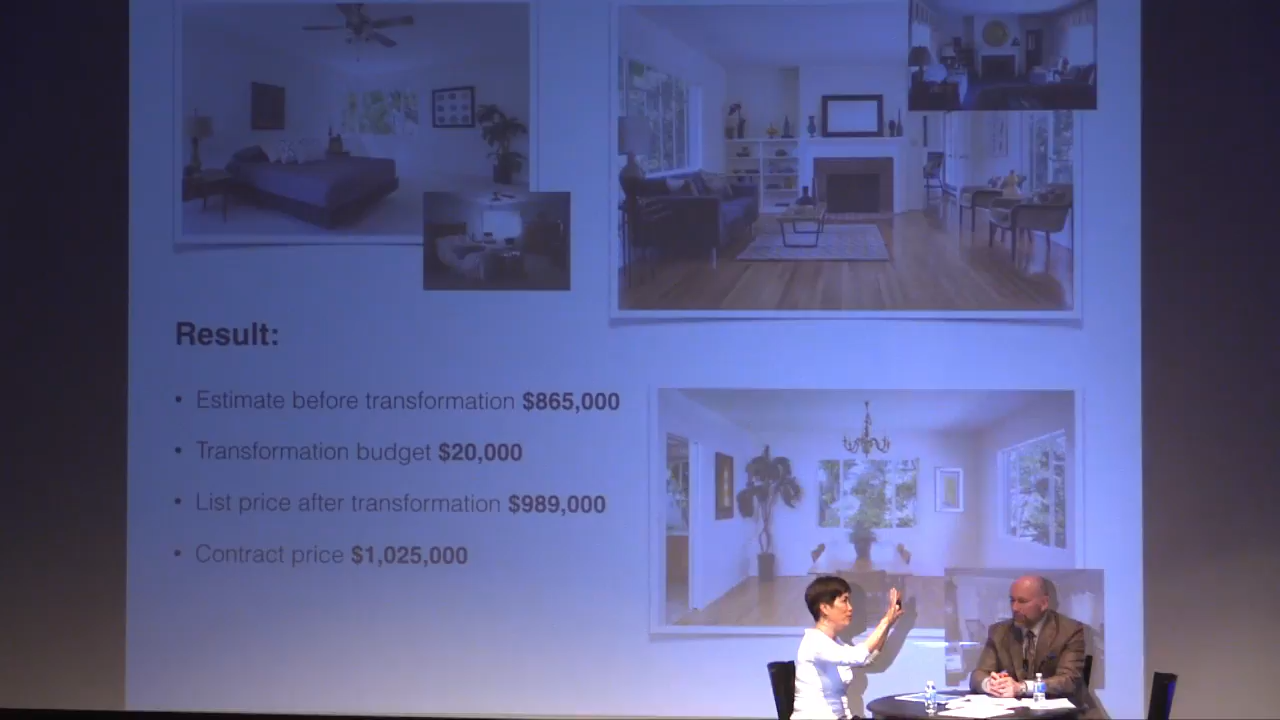 Result:
• Estimate before transformation $865,000
• Transformation budget $20,000
• List price after transformation $989,000
• Contract price $1,025,000